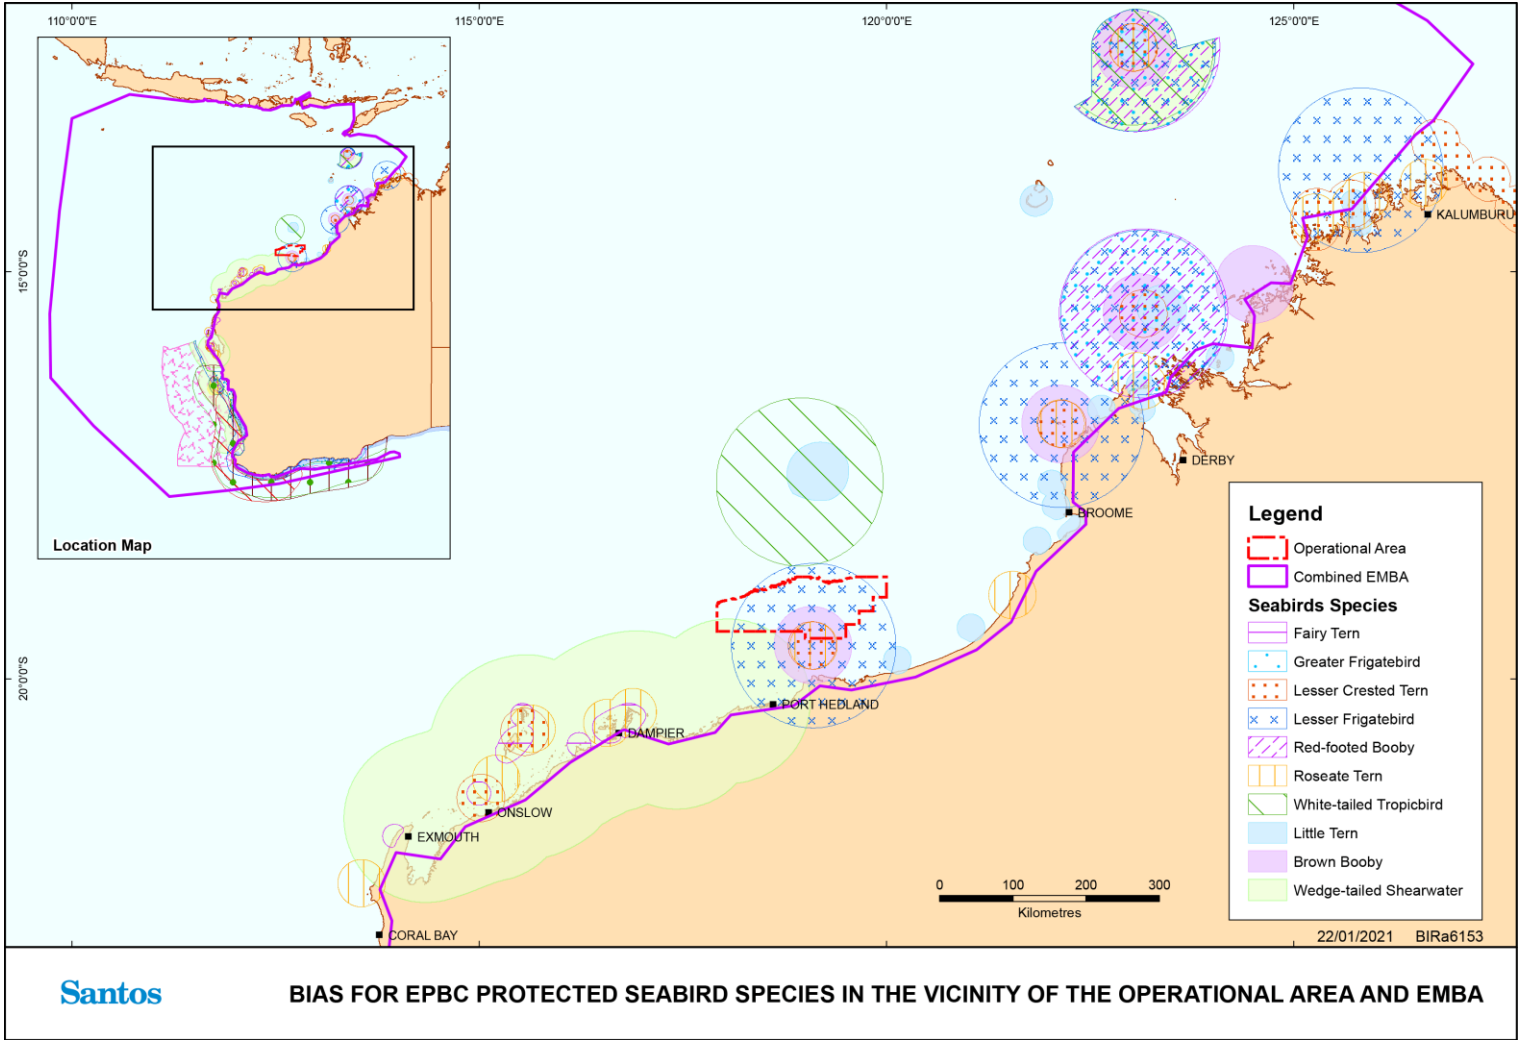 110°0'0"E
115°0'0"E
120°0'0"E
125°0'0"E
15°0'0"S
20°0'0"S
Location Map
KALUMBURU
DERBY
BROOME
PORT HEDLAND
DAMPIER
ONSLOW
EXMOUTH
CORAL BAY
Legend
Operational Area
Combined EMBA
Seabirds Species
Fairy Tern
Greater Frigatebird
Lesser Crested Tern
Lesser Frigatebird
Red-footed Booby
Roseate Tern
White-tailed Tropicbird
Little Tern
Brown Booby
Wedge-tailed Shearwater
0 100 200 300
Kilometres
22/01/2021 BIRa6153
Santos
BIAS FOR EPBC PROTECTED SEABIRD SPECIES IN THE VICINITY OF THE OPERATIONAL AREA AND EMBA